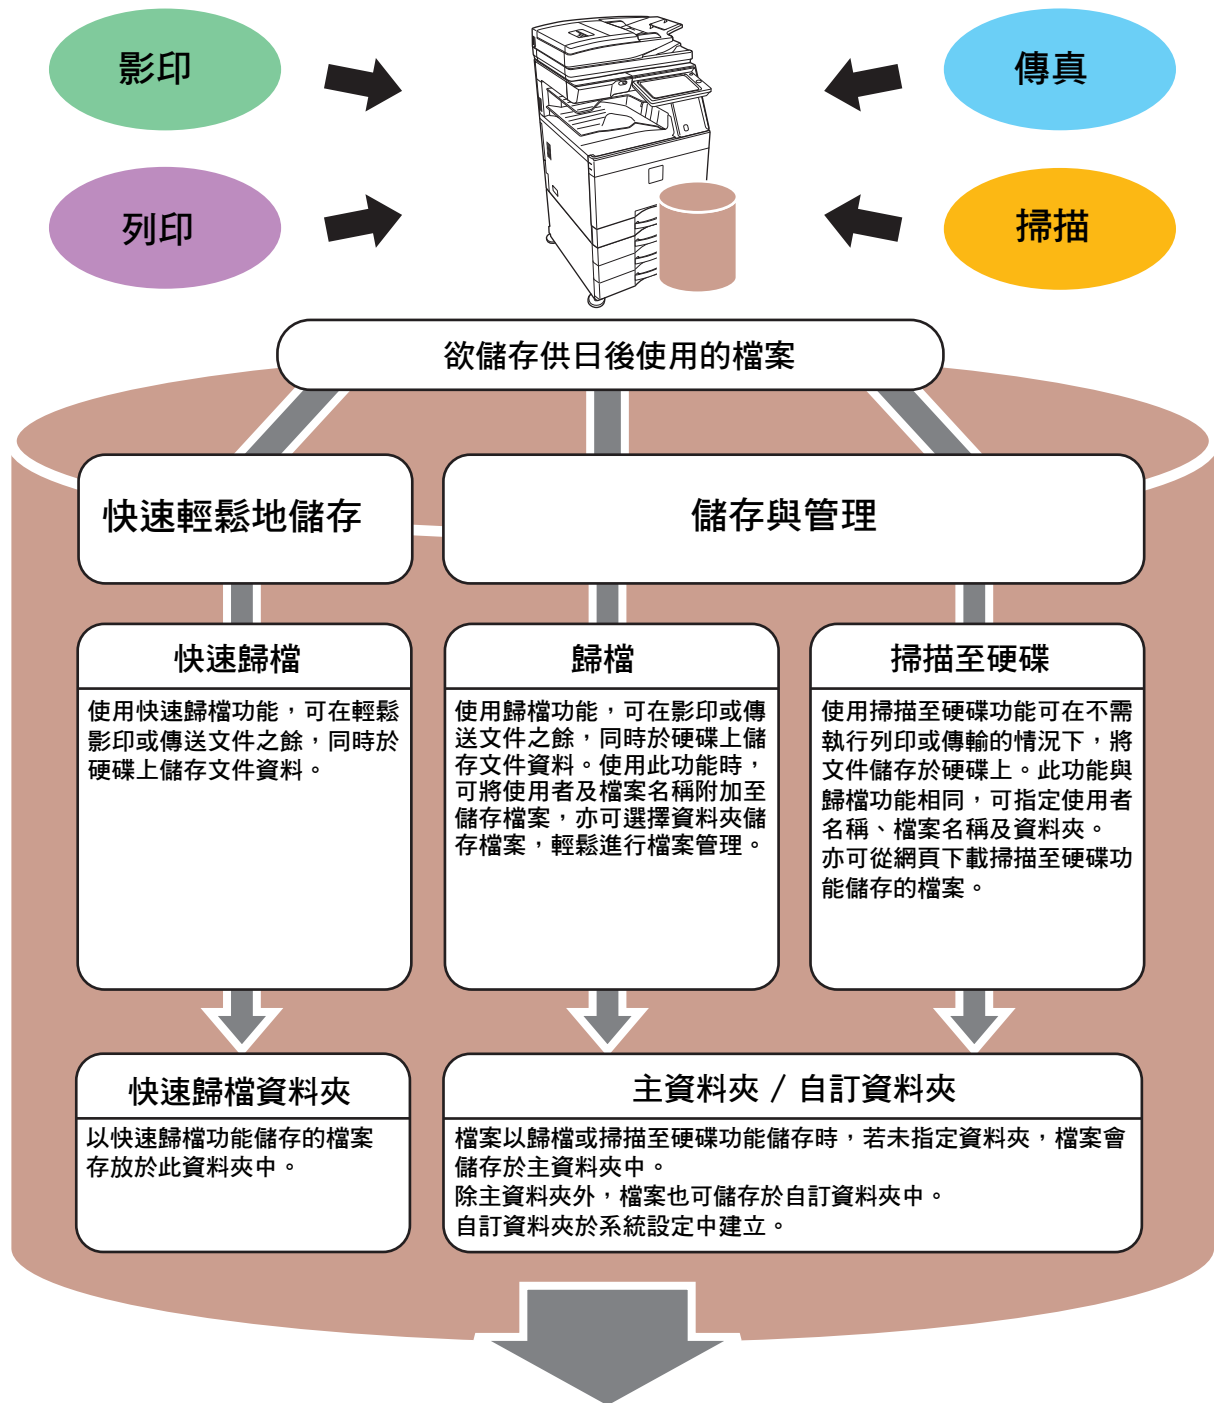 影印
傳真
列印
掃描
欲儲存供日後使用的檔案
快速輕鬆地儲存
儲存與管理
快速歸檔
使用快速歸檔功能，可在輕鬆
影印或傳送文件之餘，同時於
硬碟上儲存文件資料。
歸檔
使用歸檔功能，可在影印或傳
送文件之餘，同時於硬碟上儲
存文件資料。使用此功能時，
可將使用者及檔案名稱附加至
儲存檔案，亦可選擇資料夾儲
存檔案，輕鬆進行檔案管理。
掃描至硬碟
使用掃描至硬碟功能可在不需
執行列印或傳輸的情況下，將
文件儲存於硬碟上。此功能與
歸檔功能相同，可指定使用者
名稱、檔案名稱及資料夾。
亦可從網頁下載掃描至硬碟功
能儲存的檔案。
快速歸檔資料夾
以快速歸檔功能儲存的檔案
存放於此資料夾中。
主資料夾 / 自訂資料夾
檔案以歸檔或掃描至硬碟功能儲存時，若未指定資料夾，檔案會
儲存於主資料夾中。
除主資料夾外，檔案也可儲存於自訂資料夾中。
自訂資料夾於系統設定中建立。